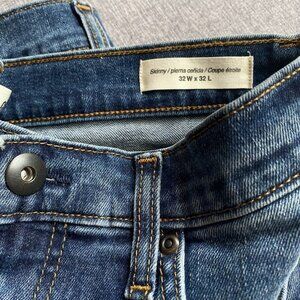 Skinny / pierna ceñida / Coupe étroite
32 W x 32 L